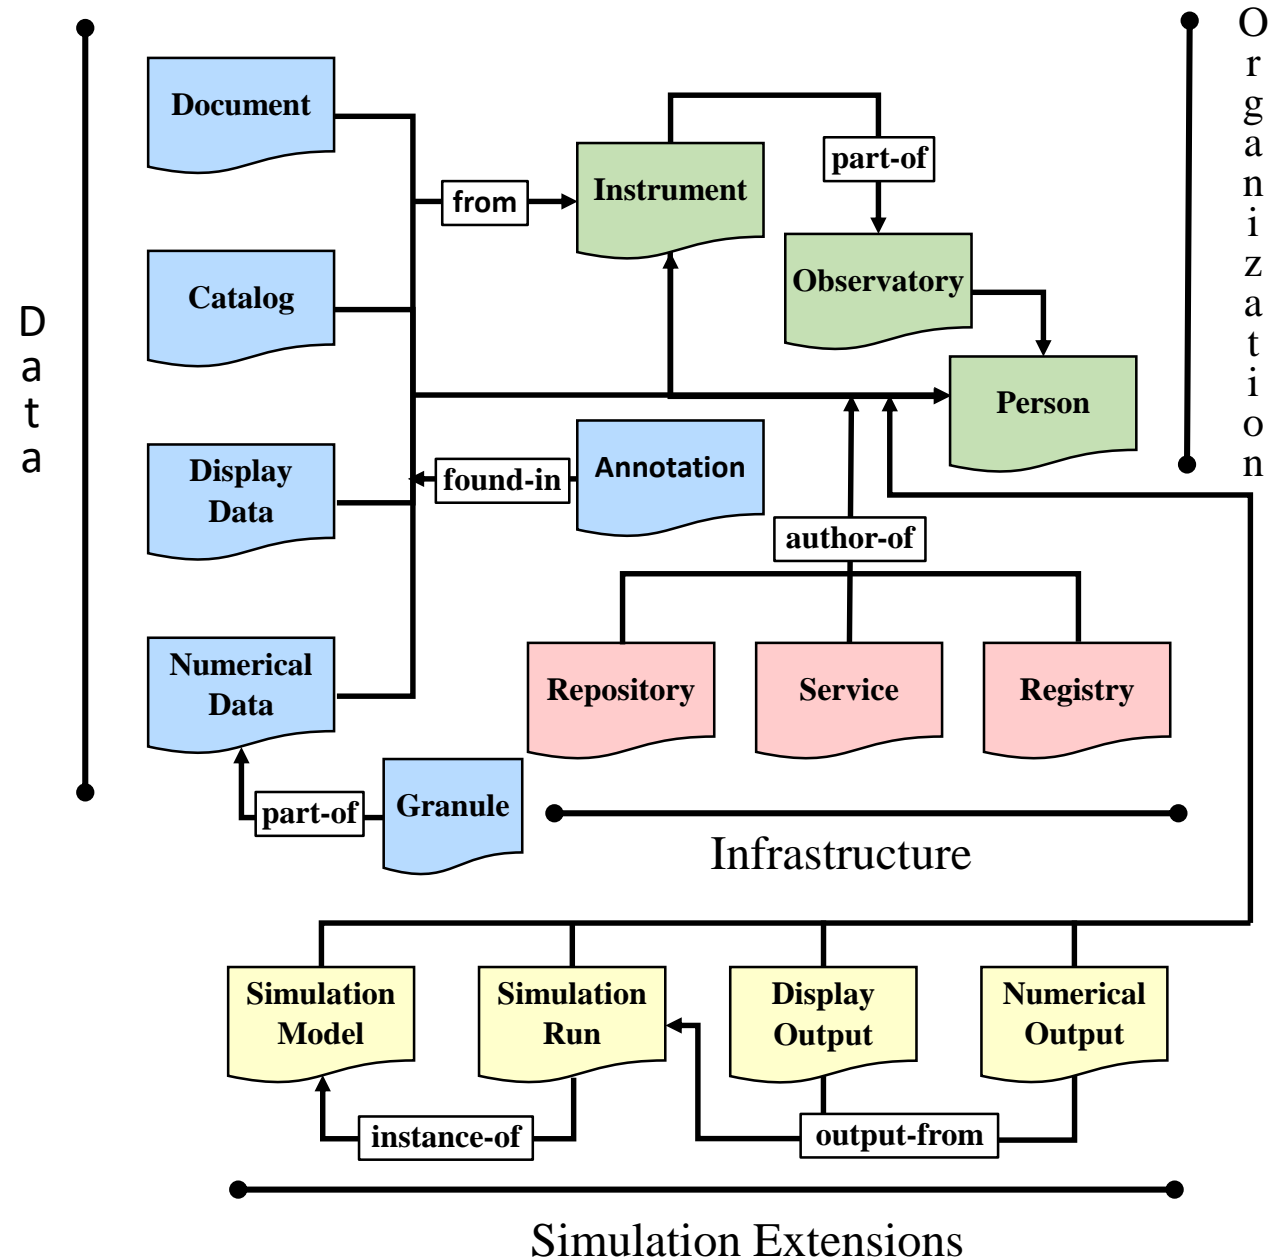 Data
Organization
Document
from
Instrument
part-of
Catalog
Observatory
Person
Display
Data
found-in
Annotation
author-of
Numerical
Data
Repository
Service
Registry
part-of
Granule
Infrastructure
Simulation
Model
Simulation
Run
Display
Output
Numerical
Output
instance-of
output-from
Simulation Extensions